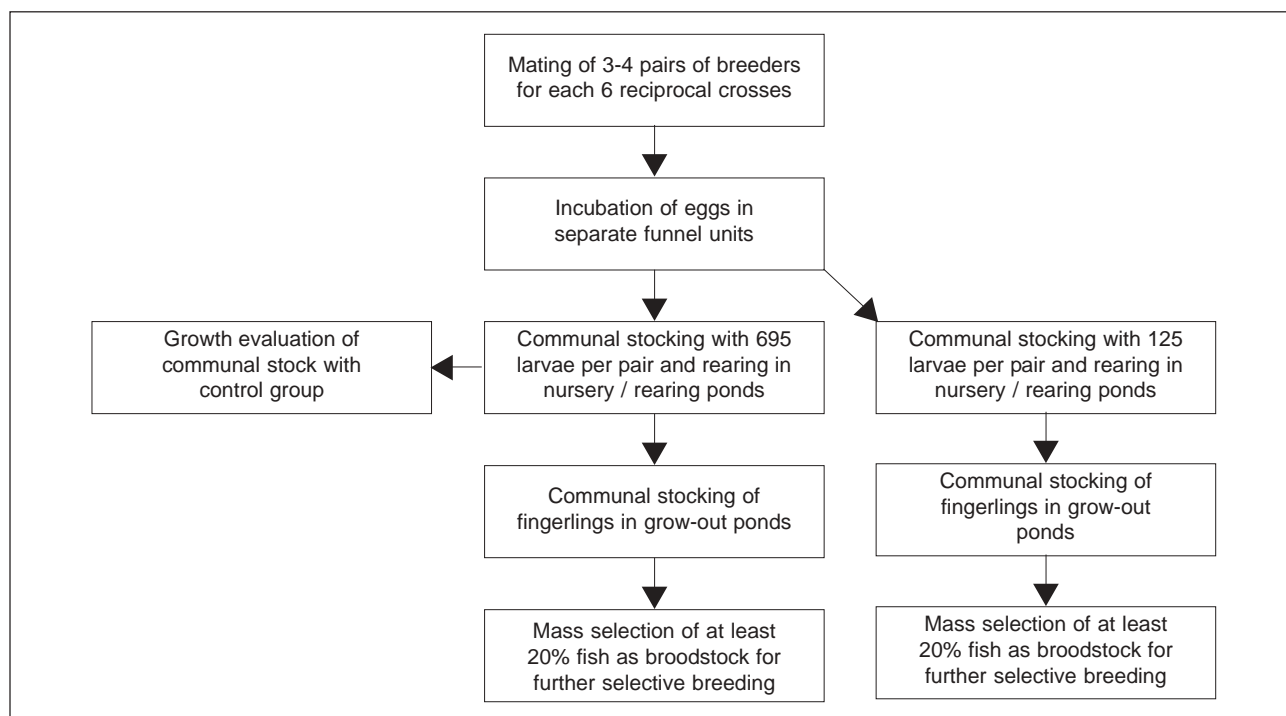 Mating of 3-4 pairs of breeders
for each 6 reciprocal crosses
Incubation of eggs in
separate funnel units
Growth evaluation of
communal stock with
control group
Communal stocking with 695
larvae per pair and rearing in
nursery / rearing ponds
Communal stocking with 125
larvae per pair and rearing in
nursery / rearing ponds
Communal stocking of
fingerlings in grow-out ponds
Communal stocking of
fingerlings in grow-out
ponds
Mass selection of at least
20% fish as broodstock for
further selective breeding
Mass selection of at least
20% fish as broodstock for
further selective breeding